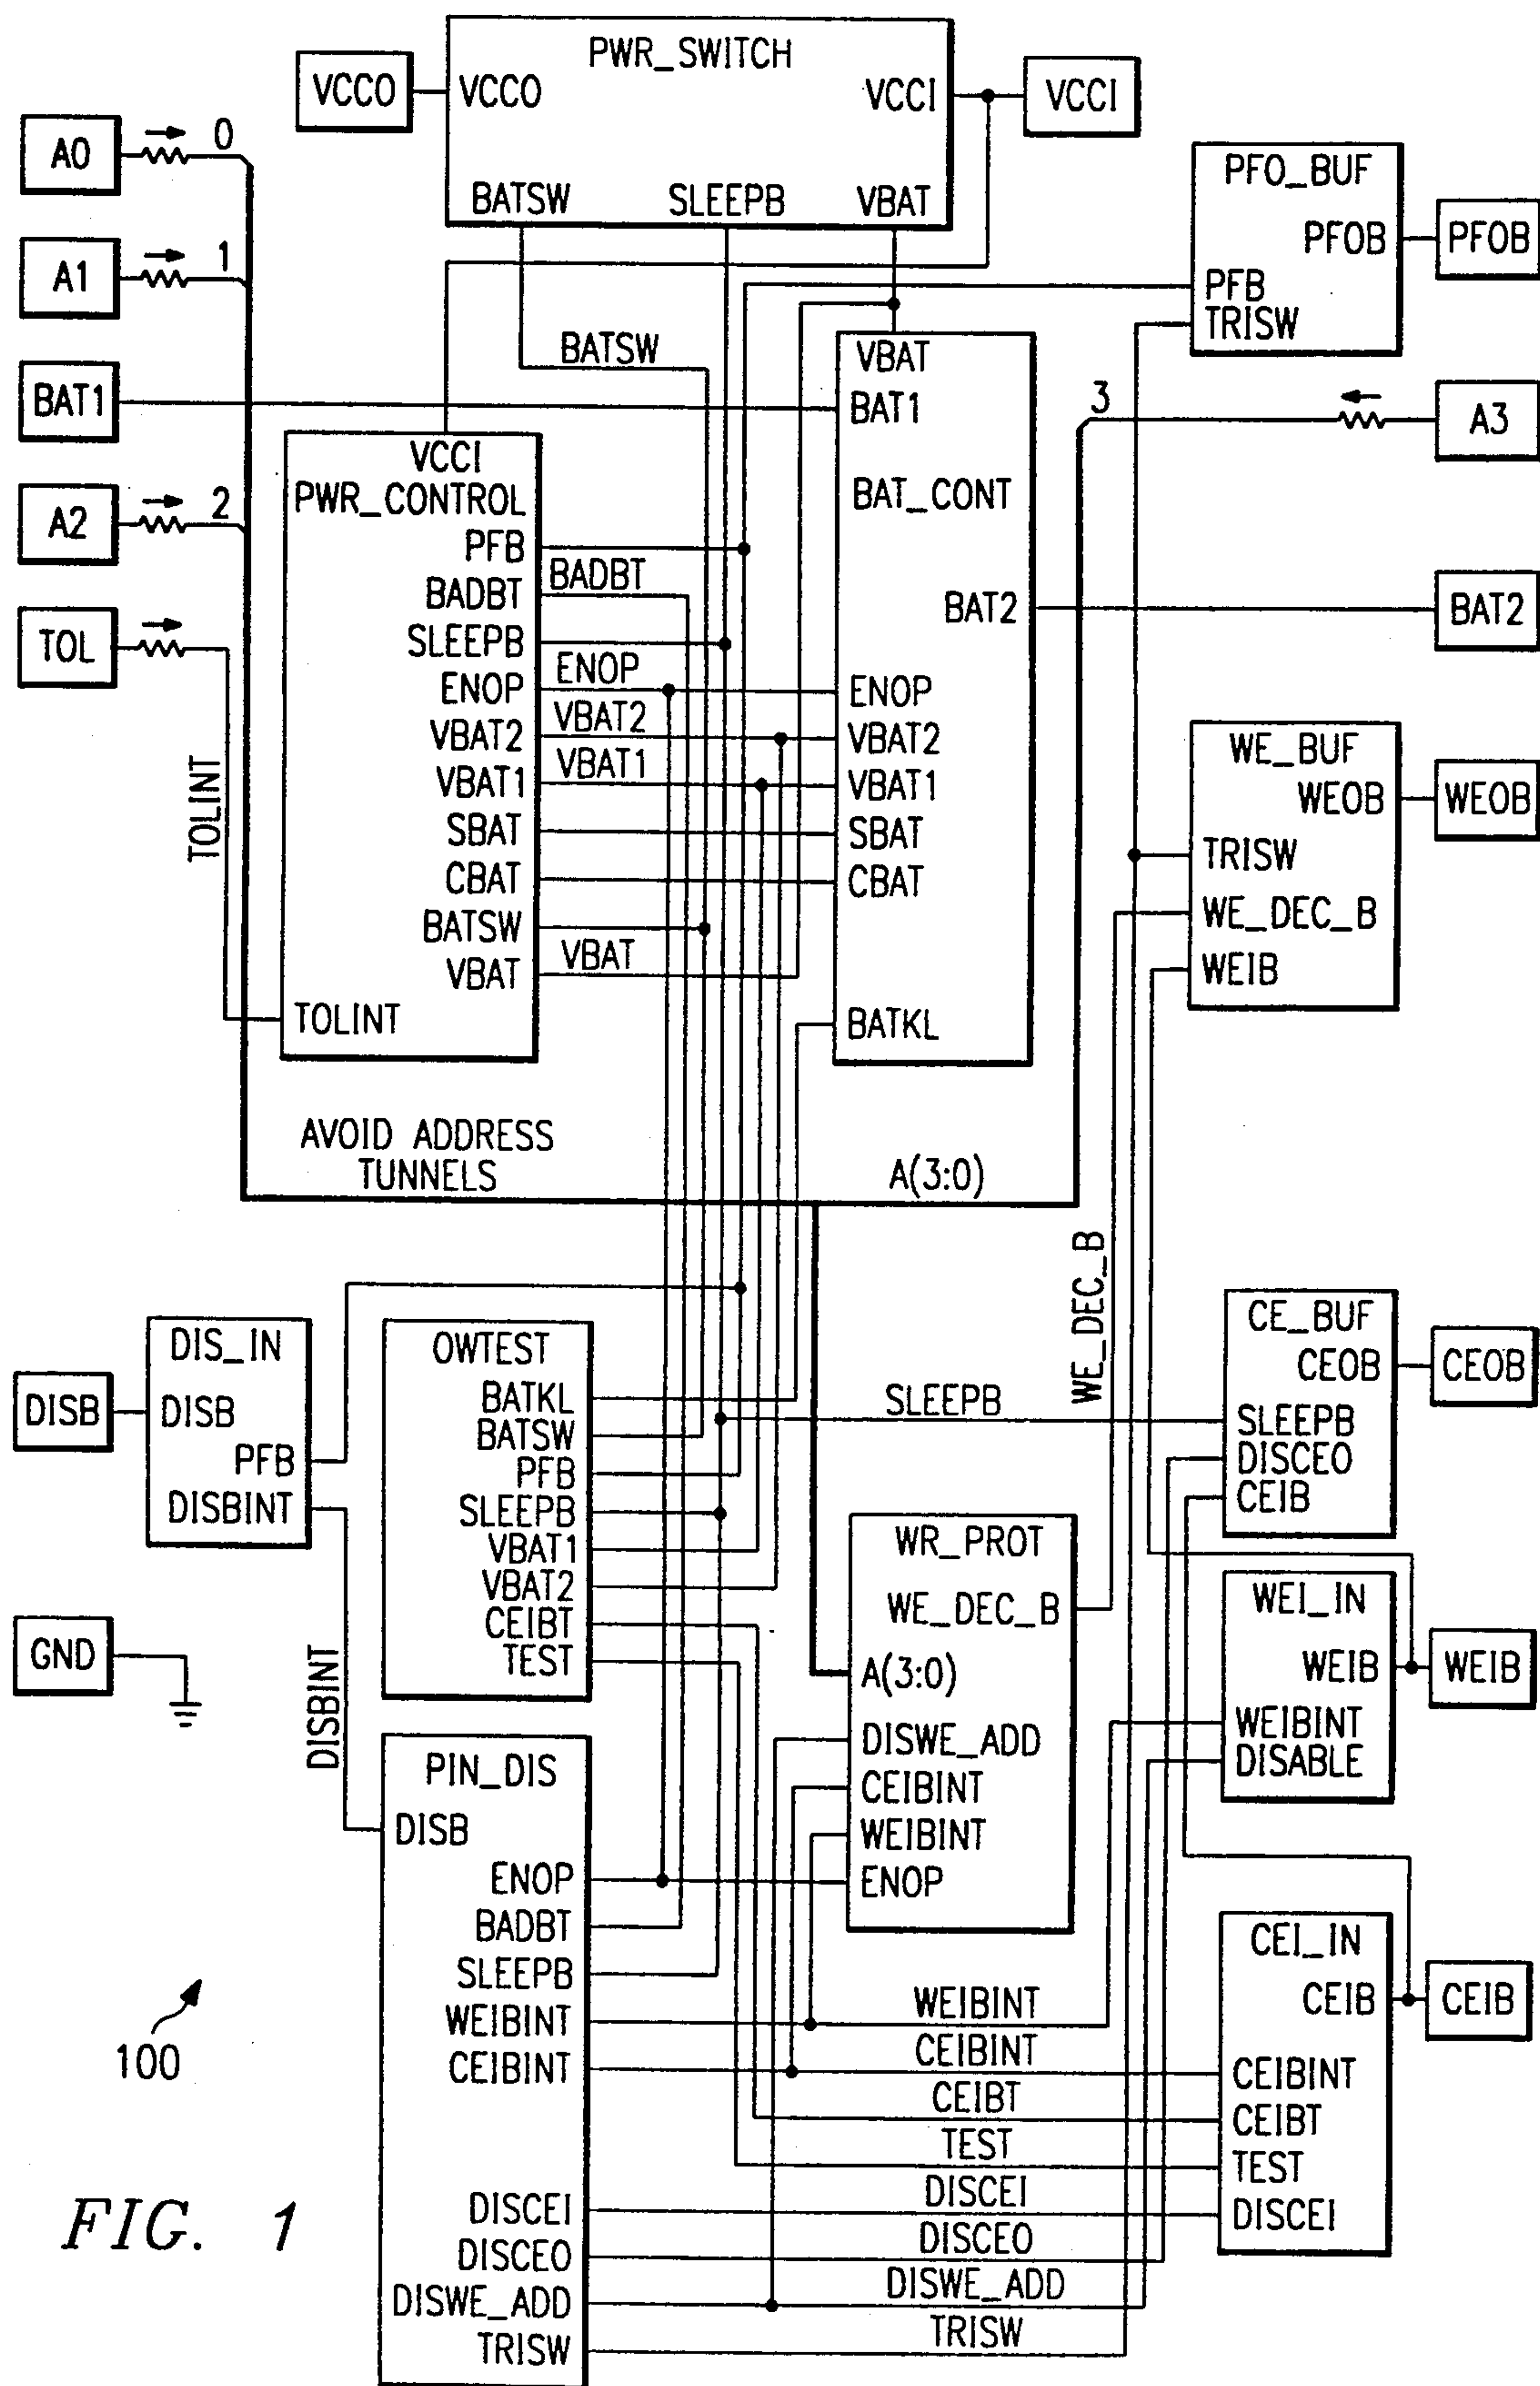 PWR_SWITCH
VCCO
VCCO
VCCI
VCCI
BATSW
SLEEPB
VBAT
A0
0
A1
1
BAT1
A2
2
TOL
TOLINT
PFO_BUF
PFOB
PFOB
PFB
TRISW
3
A3
BATSW
VCCI
PWR_CONTROL
PFB
BADBT
SLEEPB
ENOP
VBAT2
VBAT1
SBAT
CBAT
BATSW
VBAT
TOLINT
BADBT
ENOP
VBAT2
VBAT1
VBAT
VBAT
BAT1
BAT_CONT
BAT2
ENOP
VBAT2
VBAT1
SBAT
CBAT
BATKL
BAT2
WE_BUF
WEOB
WEOB
TRISW
WE_DEC_B
WEIB
AVOID ADDRESS
TUNNELS
A(3:0)
WE_DEC_B
DIS_IN
DISB
DISB
PFB
DISBINT
GND
DISBINT
OWTEST
BATKL
BATSW
PFB
SLEEPB
VBAT1
VBAT2
CEIBT
TEST
SLEEPB
CE_BUF
CEOB
CEOB
SLEEPB
DISCEO
CEIB
WR_PROT
WE_DEC_B
A(3:0)
DISWE_ADD
CEIBINT
WEIBINT
ENOP
WEI_IN
WEIB
WEIB
WEIBINT
DISABLE
PIN_DIS
DISB
ENOP
BADBT
SLEEPB
WEIBINT
CEIBINT
DISCEI
DISCEO
DISWE_ADD
TRISW
WEIBINT
CEIBINT
CEIBT
TEST
DISCEI
DISCEO
DISWE_ADD
TRISW
CEI_IN
CEIB
CEIB
CEIBINT
CEIBT
TEST
DISCEI
100
FIG. 1